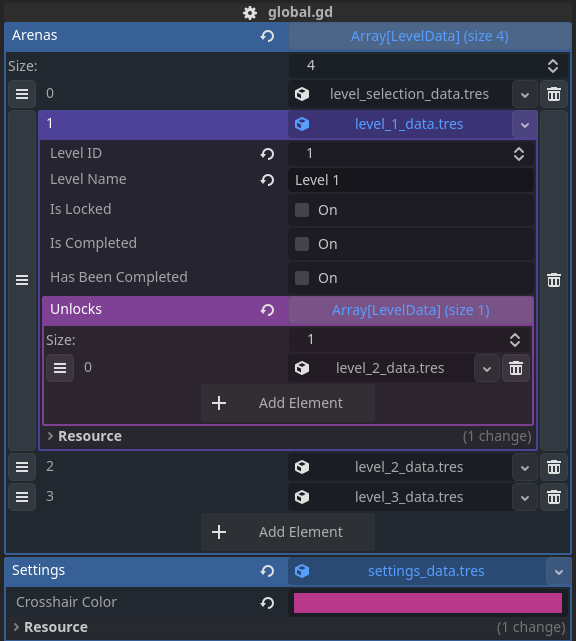 global.gd
Arenas Array[LevelData] (size 4)
Size: 4
0 level_selection_data.tres
1 level_1_data.tres
Level ID 1
Level Name Level 1
Is Locked On
Is Completed On
Has Been Completed On
Unlocks Array[LevelData] (size 1)
Size: 1
0 level_2_data.tres
Add Element
Resource (1 change)
2 level_2_data.tres
3 level_3_data.tres
Add Element
Settings settings_data.tres
Crosshair Color
Resource (1 change)